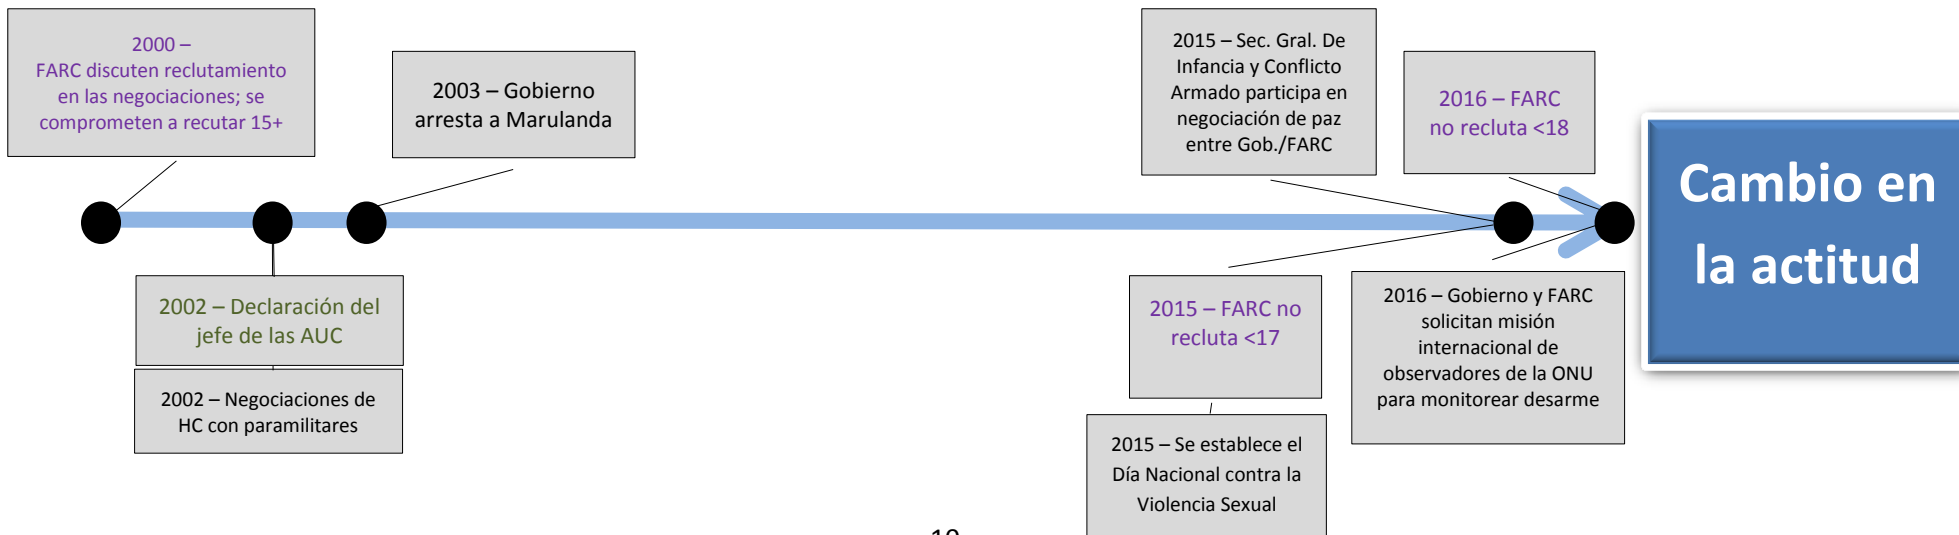 2000 –
FARC discuten reclutamiento
en las negociaciones; se
comprometen a recutar 15+
2003 – Gobierno
arresta a Marulanda
2015 – Sec. Gral. De
Infancia y Conflicto
Armado participa en
negociación de paz
entre Gob./FARC
2016 – FARC
no recluta <18
Cambio en
la actitud
2002 – Declaración del
jefe de las AUC
2002 – Negociaciones de
HC con paramilitares
2015 – FARC no
recluta <17
2015 – Se establece el
Día Nacional contra la
Violencia Sexual
2016 – Gobierno y FARC
solicitan misión
internacional de
observadores de la ONU
para monitorear desarme